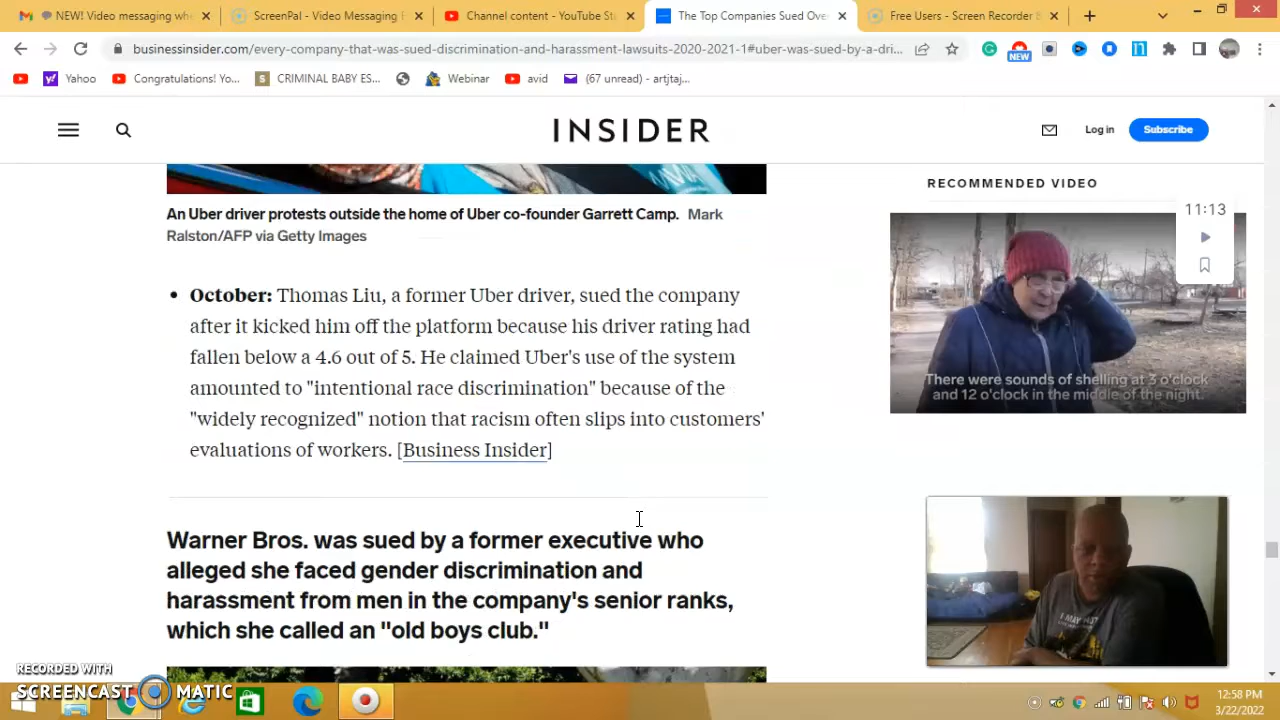 NEW! Video messaging whe
ScreenPal - Video Messaging E
Channel content - YouTube St
The Top Companies Sued Ove
Free Users - Screen Recorder S
businessinsider.com/every-company-that-was-sued-discrimination-and-harassment-lawsuits-2020-2021-1#uber-was-sued-by-a-dri...
NEW
Yahoo
Congratulations! Yo...
CRIMINAL BABY ES...
Webinar
avid
(67 unread) - artjtaj...
INSIDER
Log in
Subscribe
An Uber driver protests outside the home of Uber co-founder Garrett Camp. Mark
Ralston/AFP via Getty Images
• October: Thomas Liu, a former Uber driver, sued the company
after it kicked him off the platform because his driver rating had
fallen below a 4.6 out of 5. He claimed Uber's use of the system
amounted to "intentional race discrimination" because of the
"widely recognized" notion that racism often slips into customers'
evaluations of workers. [Business Insider]
Warner Bros. was sued by a former executive who
alleged she faced gender discrimination and
harassment from men in the company's senior ranks,
which she called an "old boys club."
RECOMMENDED VIDEO
11:13
There were sounds of shelling at 3 o'clock
and 12 o'clock in the middle of the night.
I MAY NOT
RECORDED WITH
SCREENCAST MATIC
12:58 PM
3/22/2022